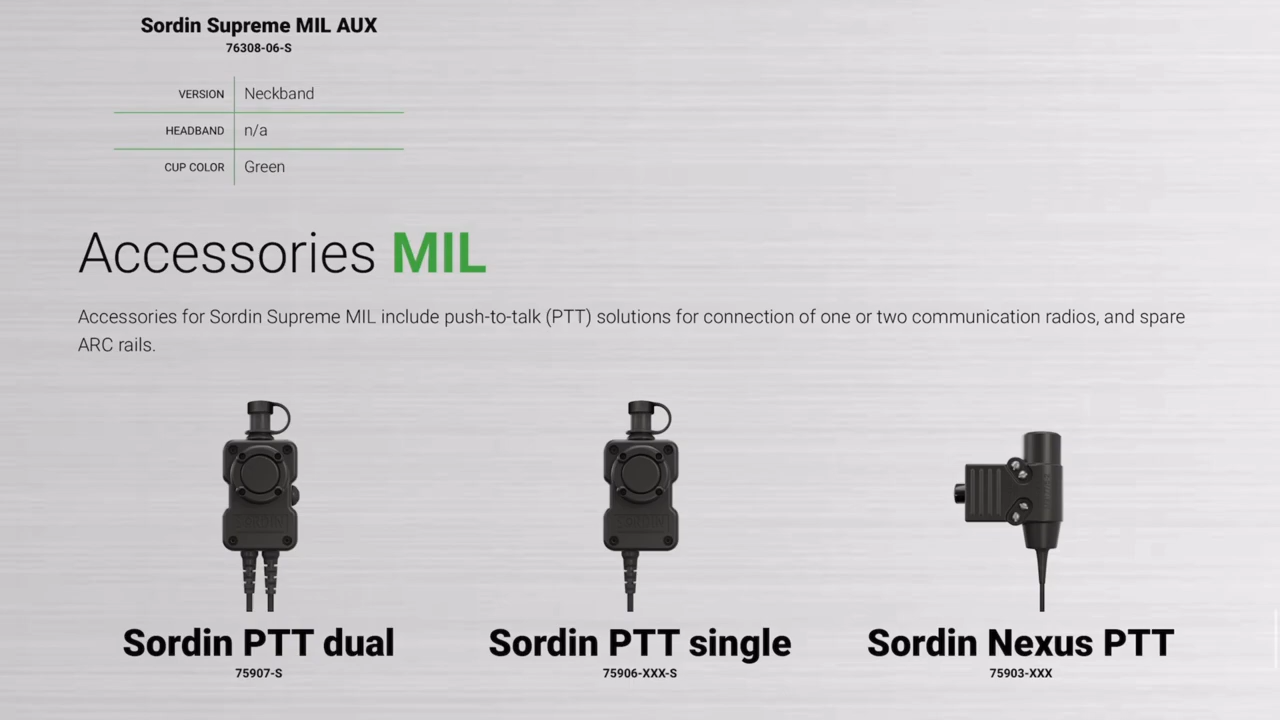 Sordin Supreme MIL AUX
76308-06-S
VERSION Neckband
HEADBAND n/a
CUP COLOR Green
Accessories MIL
Accessories for Sordin Supreme MIL include push-to-talk (PTT) solutions for connection of one or two communication radios, and spare
ARC rails.
SORDIN
SORDIN
Sordin PTT dual
75907-S
Sordin PTT single
75906-XXX-S
Sordin Nexus PTT
75903-XXX